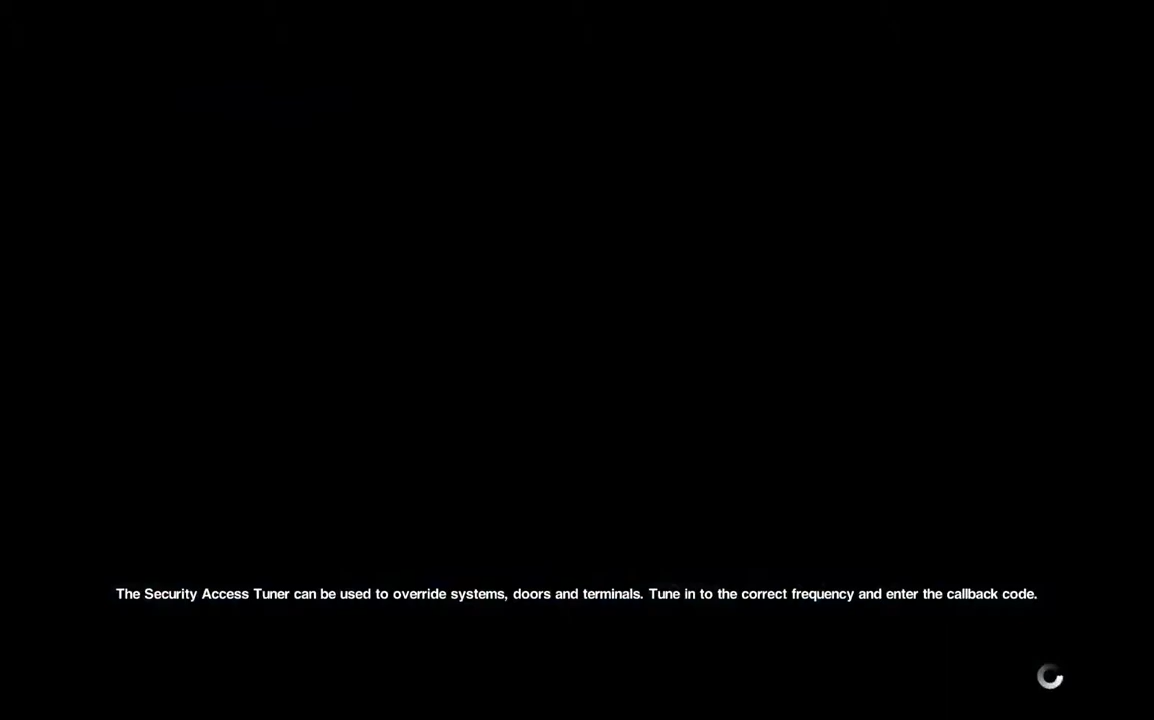 The Security Access Tuner can be used to override systems, doors and terminals. Tune in to the correct frequency and enter the callback code.